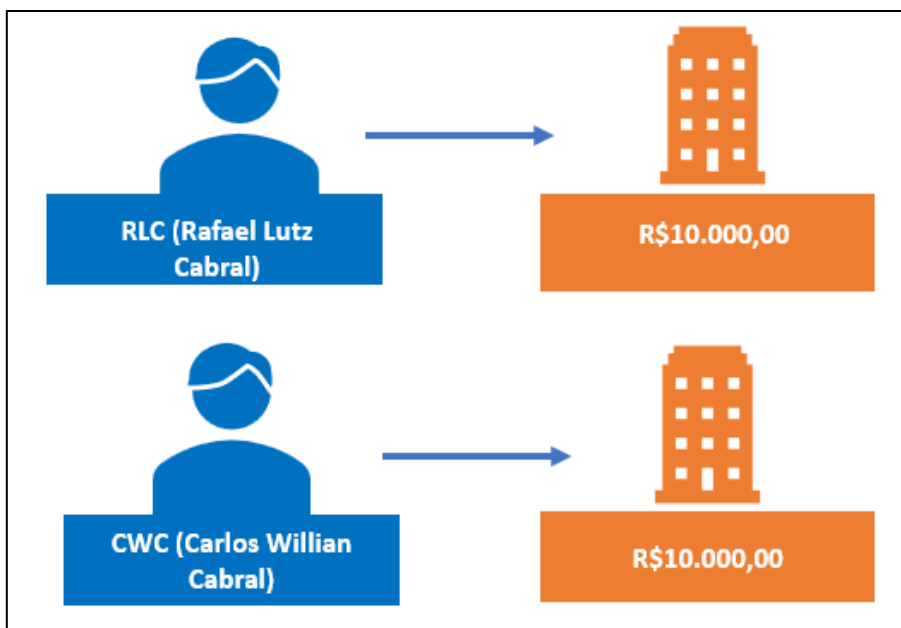 RLC (Rafael Lutz
Cabral)
R$10.000,00
CWC (Carlos Willian
Cabral)
R$10.000,00